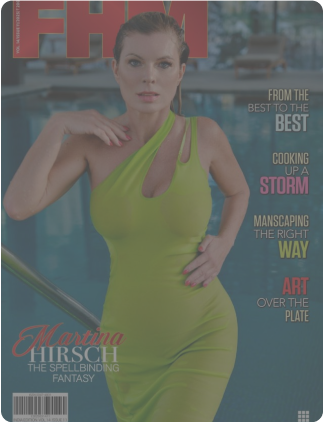 FHM
FROM THE
BEST TO THE
BEST
COOKING
UP A
STORM
MANSCAPING
THE RIGHT
WAY
ART
OVER THE
PLATE
Martina
HIRSCH
THE SPELLBINDING
FANTASY